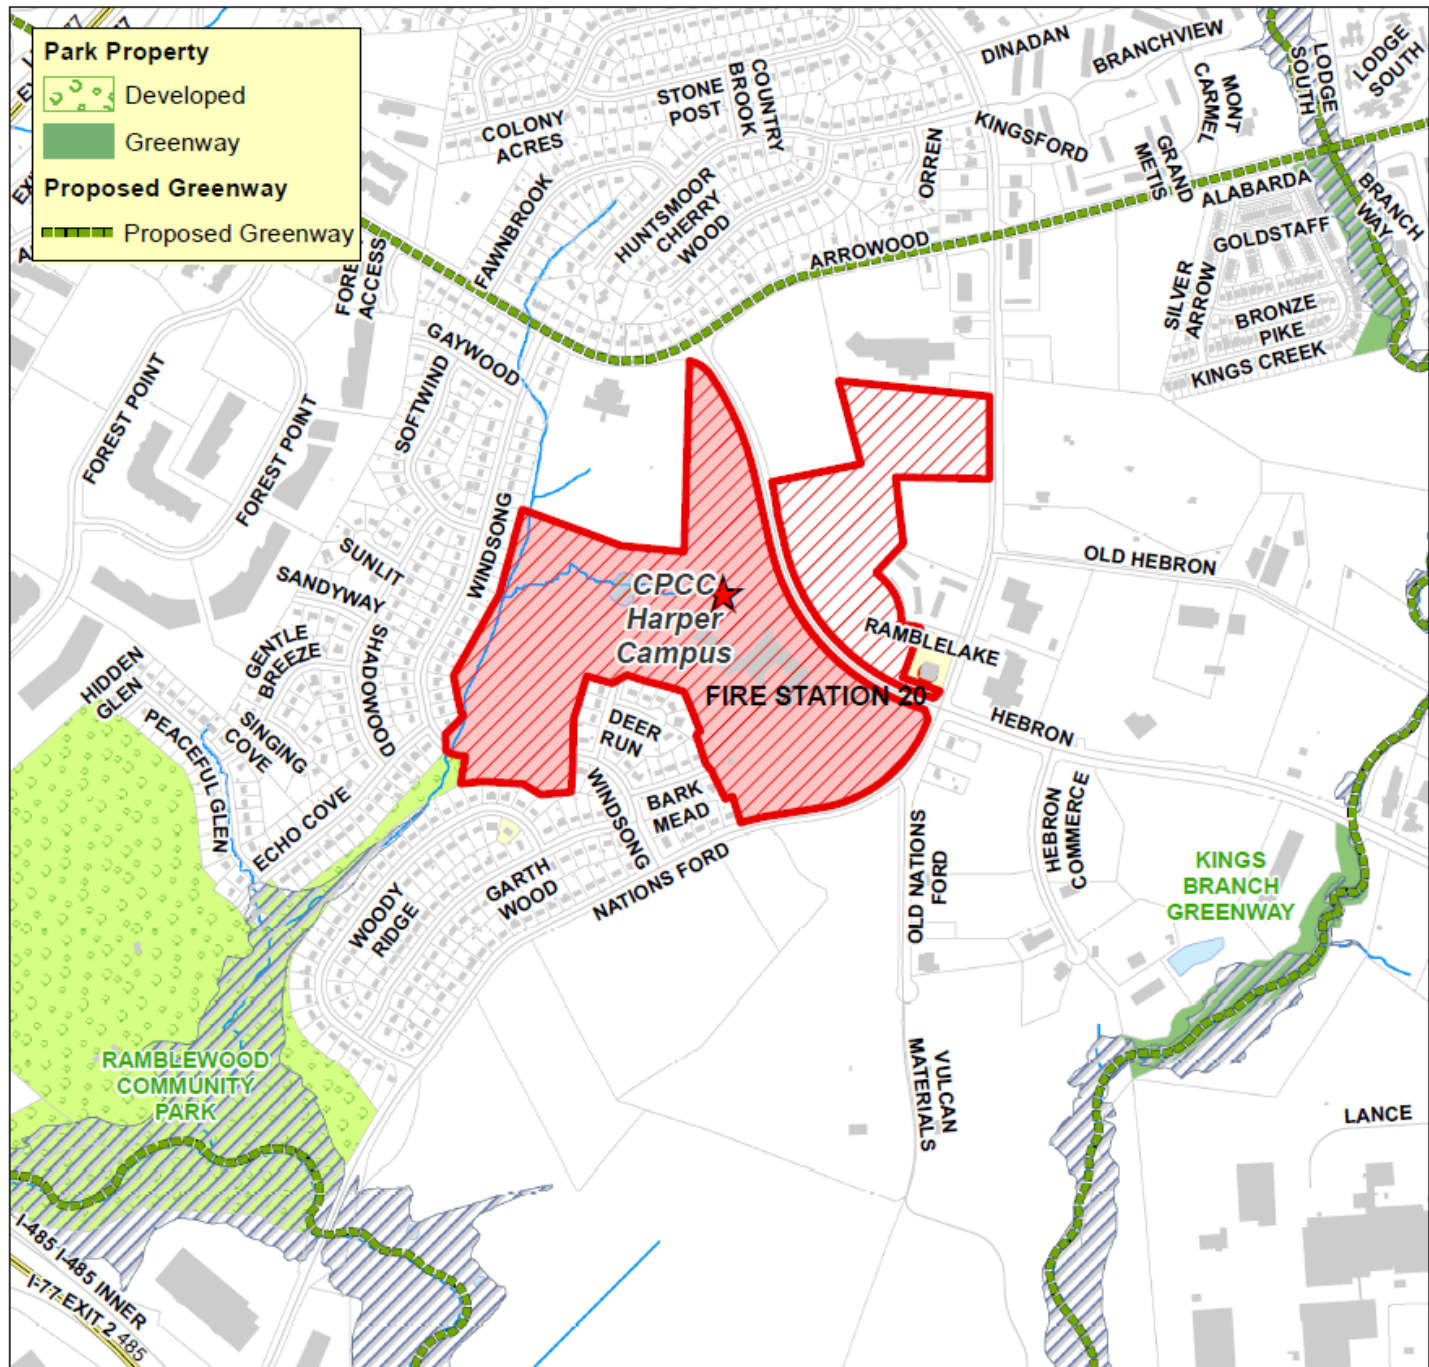 Park Property
Developed
Greenway
Proposed Greenway
Proposed Greenway
DINADAN
BRANCHVIEW
LODGE
SOUTH
LODGE
SOUTH
STONE
POST
COUNTRY
BROOK
COLONY
ACRES
KINGSFORD
MONT
CARMEL
GRAND
METIS
ORREN
ALABARDA
BRANCH
WAY
FAWNBROOK
HUNTSMOOR
CHERRY
WOOD
ARROWOOD
GOLDSTAFF
SILVER
ARROW
BRONZE
PIKE
KINGS CREEK
ACCESS
GAYWOOD
SOFTWIND
FOREST POINT
FOREST POINT
WINDSONG
SUNLIT
SANDYWAY
OLD HEBRON
CPCC
Harper
Campus
RAMBLELAKE
GENTLE
BREEZE
SHADOWOOD
HIDDEN
GLEN
FIRE STATION 20
PEACEFUL GLEN
SINGING
COVE
DEER
RUN
HEBRON
WINDSONG
BARK
MEAD
ECHO COVE
HEBRON
COMMERCE
OLD NATIONS
FORD
NATIONS FORD
GARTH
WOOD
WOODY
RIDGE
KINGS
BRANCH
GREENWAY
RAMBLEWOOD
COMMUNITY
PARK
VULCAN
MATERIALS
LANCE
I-485 I-485 INNER
I-77 EXIT 2 485